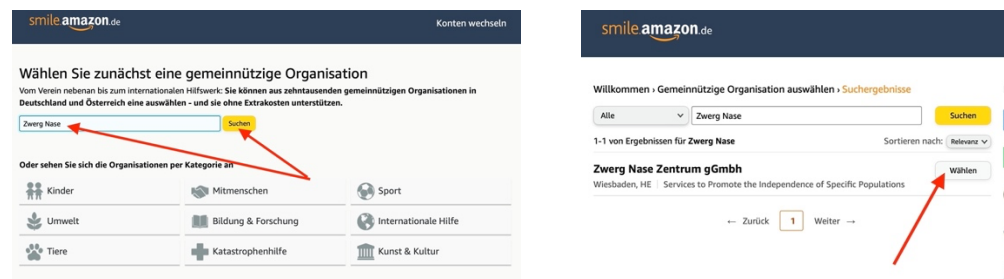 smile.amazon.de
Konten wechseln
Wählen Sie zunächst eine gemeinnützige Organisation
Vom Verein nebenan bis zum internationalen Hilfswerk: Sie können aus zehntausenden gemeinnützigen Organisationen in
Deutschland und Österreich eine auswählen - und sie ohne Extrakosten unterstützen.
Zwerg Nase
Suchen
Oder sehen Sie sich die Organisationen per Kategorie an
Kinder
Mitmenschen
Sport
Umwelt
Bildung & Forschung
Internationale Hilfe
Tiere
Katastrophenhilfe
Kunst & Kultur
smile.amazon.de
Willkommen › Gemeinnützige Organisation auswählen › Suchergebnisse
Alle
Zwerg Nase
Suchen
1-1 von Ergebnissen für Zwerg Nase
Sortieren nach: Relevanz
Zwerg Nase Zentrum gGmbh
Wählen
Wiesbaden, HE | Services to Promote the Independence of Specific Populations
← Zurück 1 Weiter →